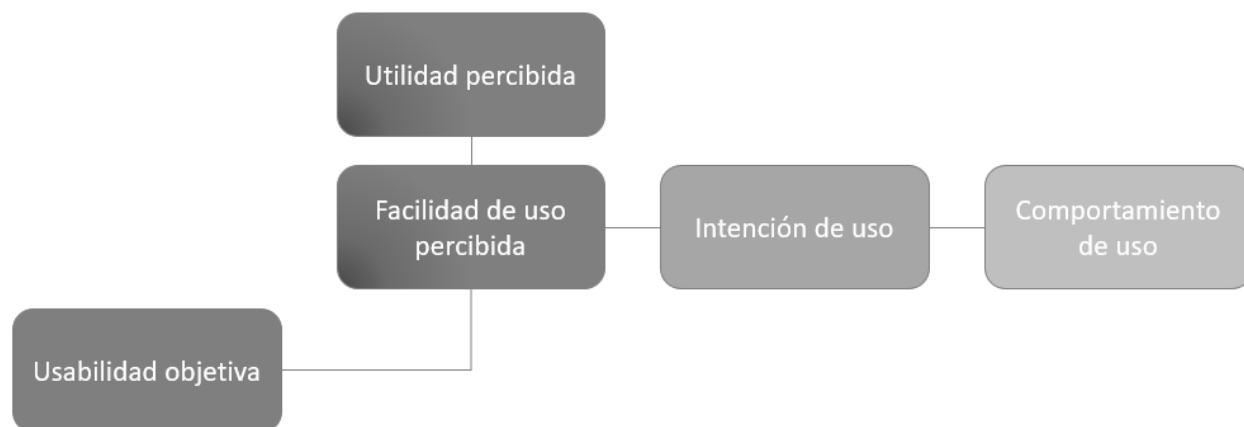 Utilidad percibida
Facilidad de uso
percibida
Intención de uso
Comportamiento
de uso
Usabilidad objetiva